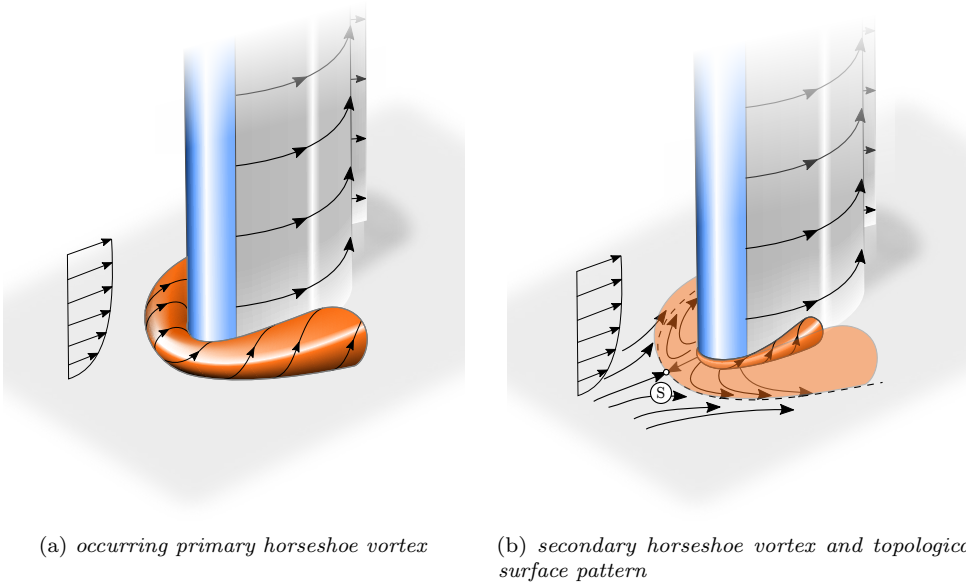 S
(a) occurring primary horseshoe vortex
(b) secondary horseshoe vortex and topologica
surface pattern